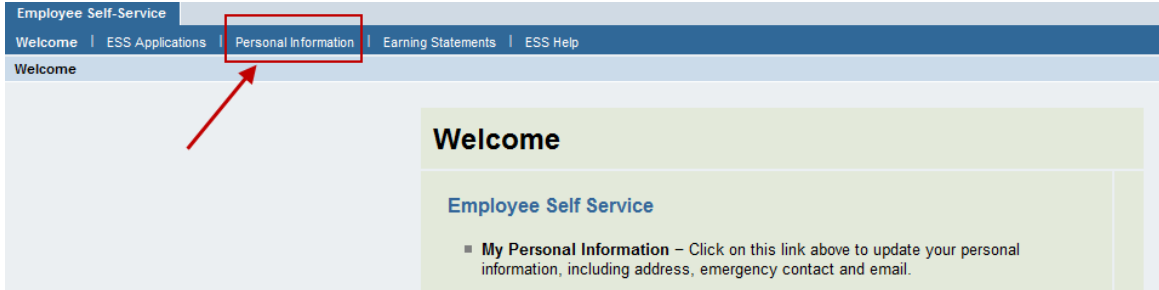 Employee Self-Service
Welcome | ESS Applications | Personal Information | Earning Statements | ESS Help
Welcome
Welcome
Employee Self Service
My Personal Information – Click on this link above to update your personal
information, including address, emergency contact and email.